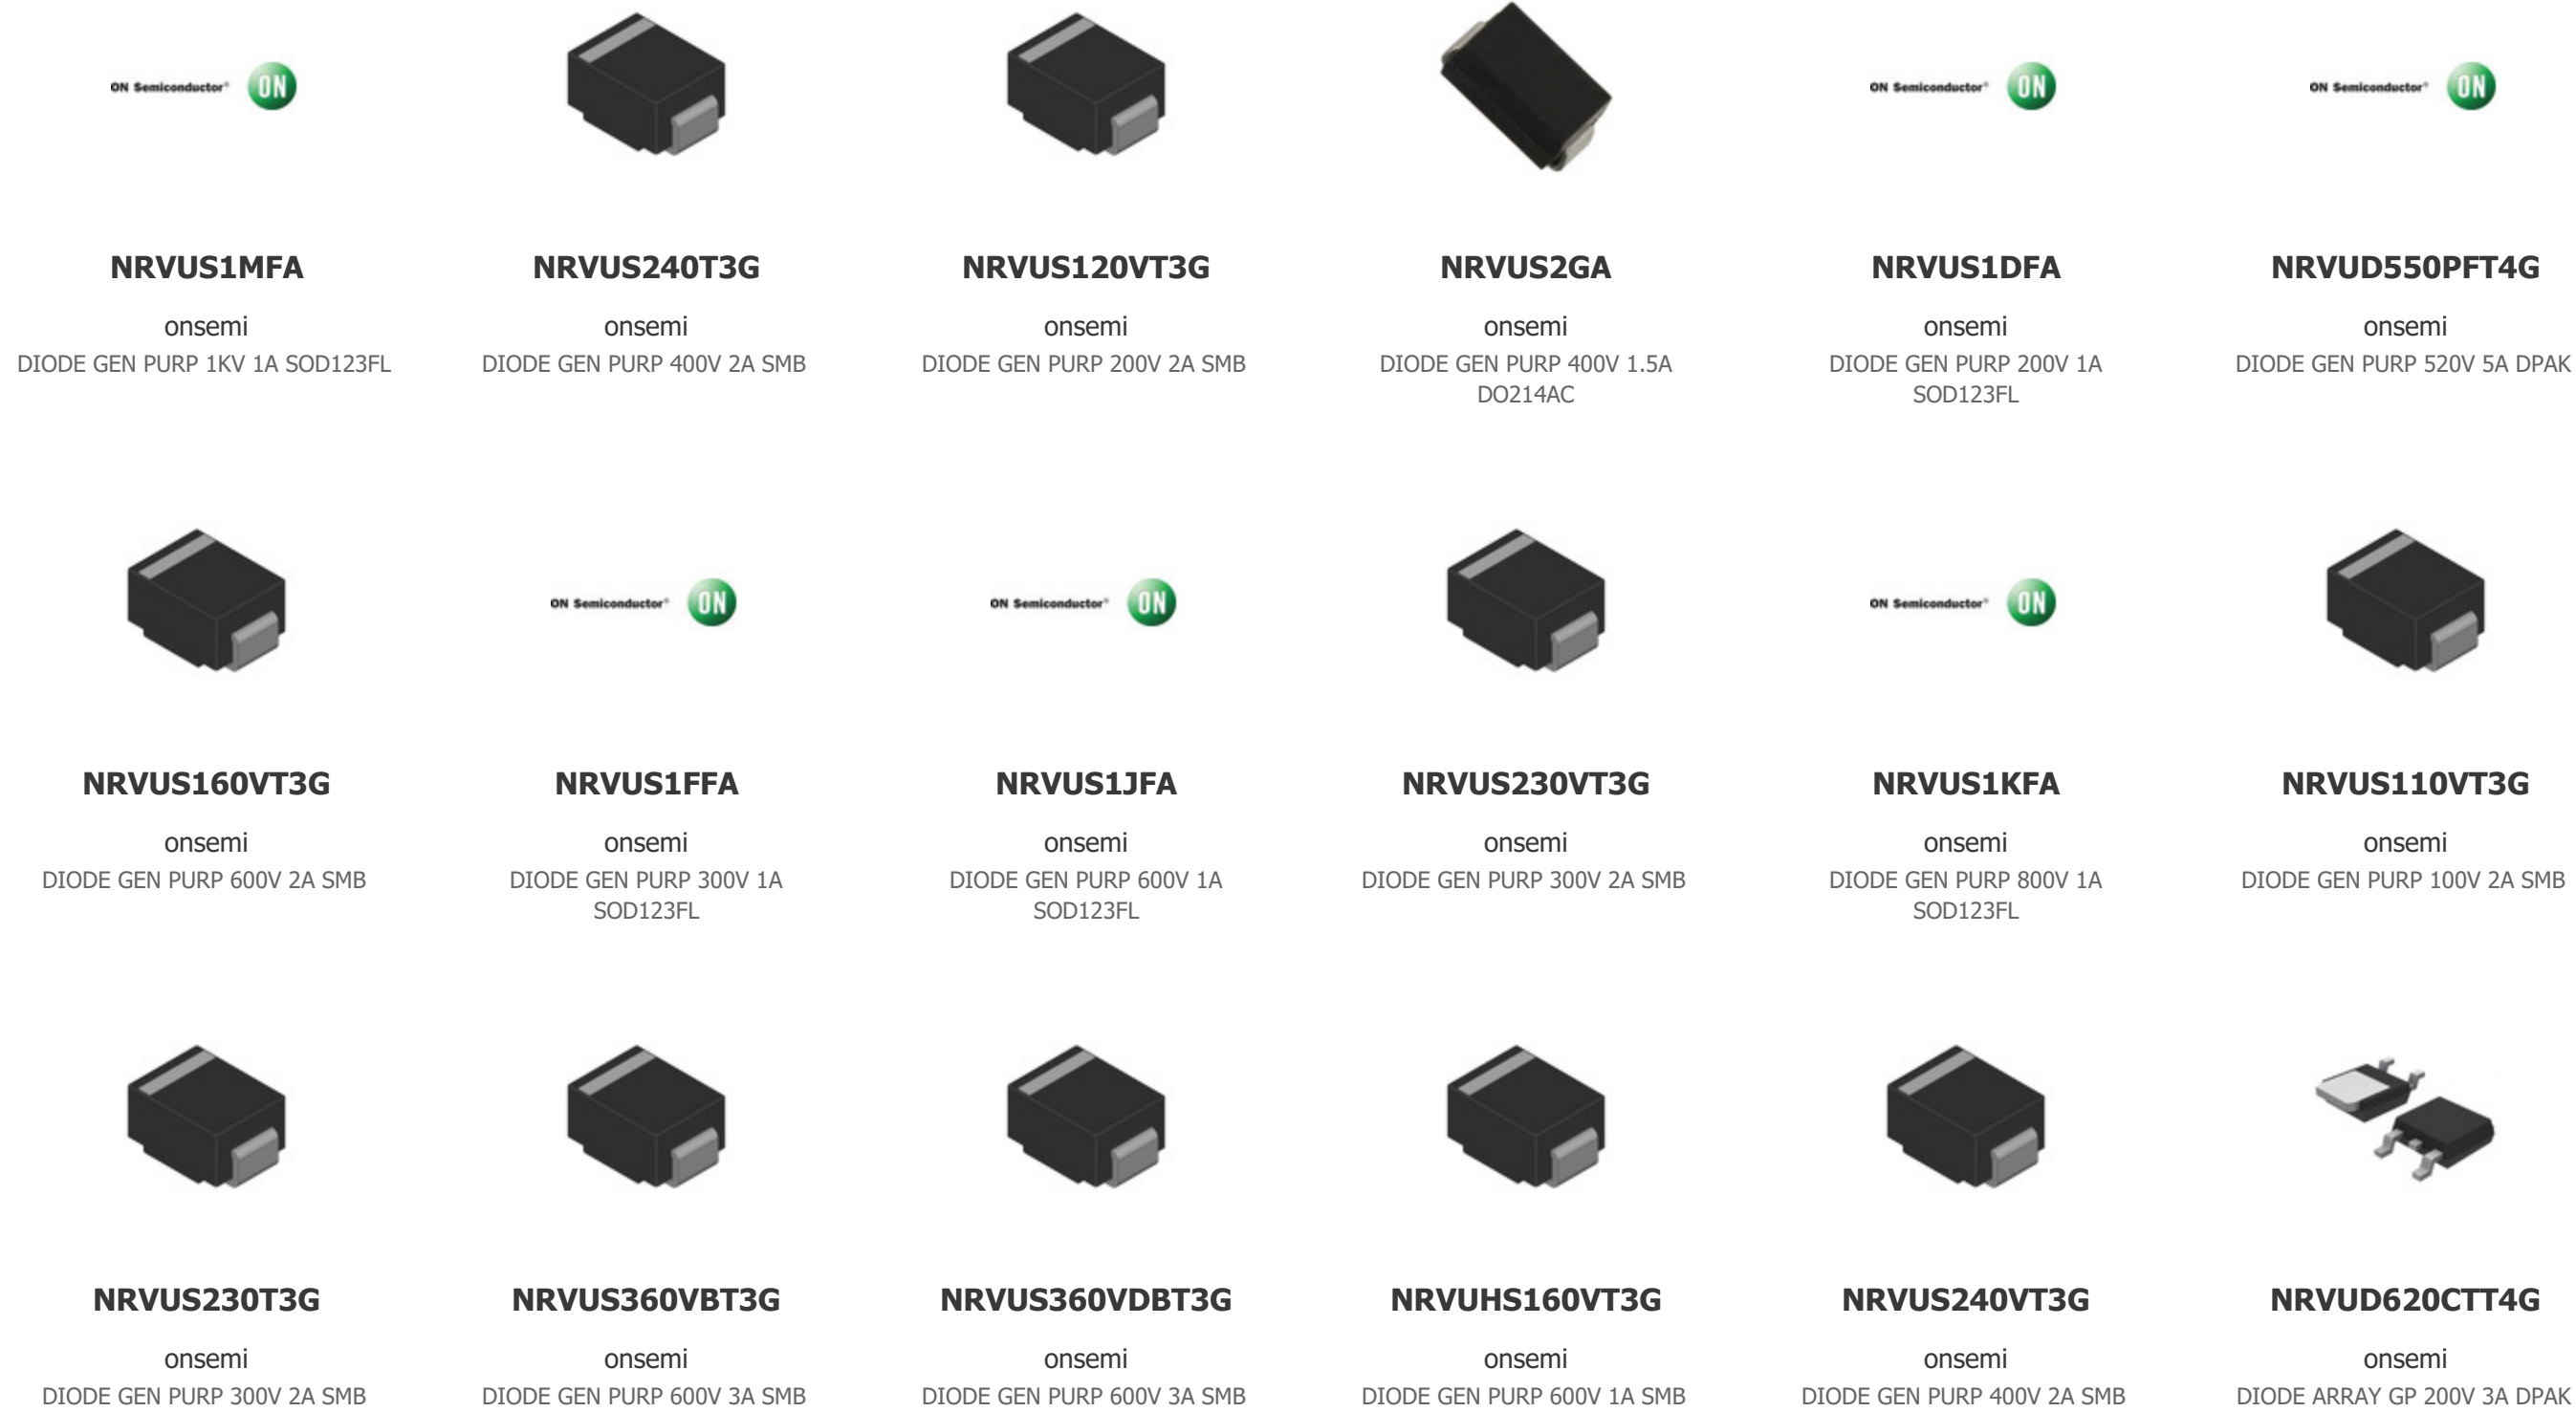 ON Semiconductor® ON
ON Semiconductor® ON
ON Semiconductor® ON
NRVUS1MFA
NRVUS240T3G
NRVUS120VT3G
NRVUS2GA
NRVUS1DFA
NRVUD550PFT4G
onsemi
onsemi
onsemi
onsemi
onsemi
onsemi
DIODE GEN PURP 1KV 1A SOD123FL
DIODE GEN PURP 400V 2A SMB
DIODE GEN PURP 200V 2A SMB
DIODE GEN PURP 400V 1.5A
DO214AC
DIODE GEN PURP 200V 1A
SOD123FL
DIODE GEN PURP 520V 5A DPAK
ON Semiconductor® ON
ON Semiconductor® ON
ON Semiconductor® ON
NRVUS160VT3G
NRVUS1FFA
NRVUS1JFA
NRVUS230VT3G
NRVUS1KFA
NRVUS110VT3G
onsemi
onsemi
onsemi
onsemi
onsemi
onsemi
DIODE GEN PURP 600V 2A SMB
DIODE GEN PURP 300V 1A
SOD123FL
DIODE GEN PURP 600V 1A
SOD123FL
DIODE GEN PURP 300V 2A SMB
DIODE GEN PURP 800V 1A
SOD123FL
DIODE GEN PURP 100V 2A SMB
NRVUS230T3G
NRVUS360VBT3G
NRVUS360VDBT3G
NRVUHS160VT3G
NRVUS240VT3G
NRVUD620CTT4G
onsemi
onsemi
onsemi
onsemi
onsemi
onsemi
DIODE GEN PURP 300V 2A SMB
DIODE GEN PURP 600V 3A SMB
DIODE GEN PURP 600V 3A SMB
DIODE GEN PURP 600V 1A SMB
DIODE GEN PURP 400V 2A SMB
DIODE ARRAY GP 200V 3A DPAK